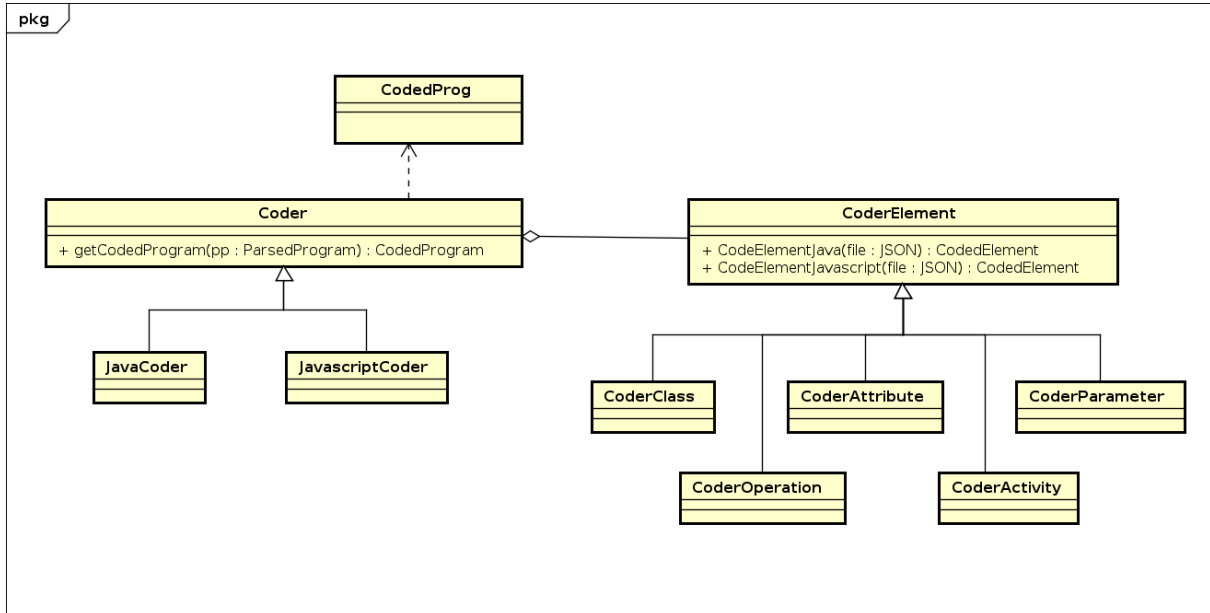 pkg
CodedProg
Coder
+ getCodedProgram(pp : ParsedProgram) : CodedProgram
CoderElement
+ CodeElementJava(file : JSON) : CodedElement
+ CodeElementJavascript(file : JSON) : CodedElement
JavaCoder
JavascriptCoder
CoderClass
CoderAttribute
CoderParameter
CoderOperation
CoderActivity